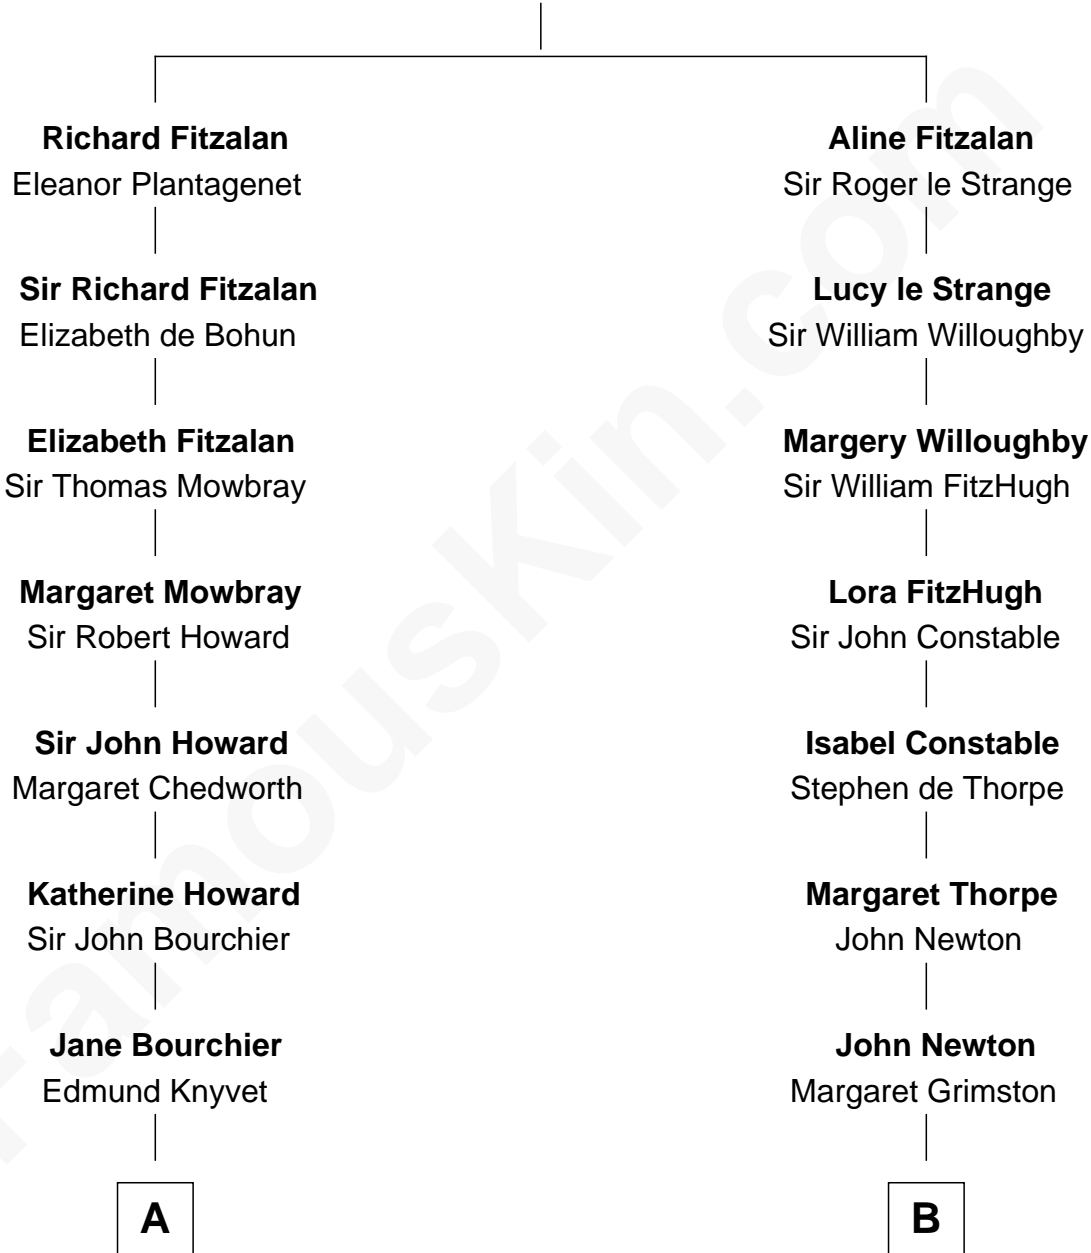 Richard Fitzalan
Eleanor Plantagenet
Sir Richard Fitzalan
Elizabeth de Bohun
Elizabeth Fitzalan
Sir Thomas Mowbray
Margaret Mowbray
Sir Robert Howard
Sir John Howard
Margaret Chedworth
Katherine Howard
Sir John Bourchier
Jane Bourchier
Edmund Knyvet
A
Aline Fitzalan
Sir Roger le Strange
Lucy le Strange
Sir William Willoughby
Margery Willoughby
Sir William FitzHugh
Lora FitzHugh
Sir John Constable
Isabel Constable
Stephen de Thorpe
Margaret Thorpe
John Newton
John Newton
Margaret Grimston
B
FamousKin.com